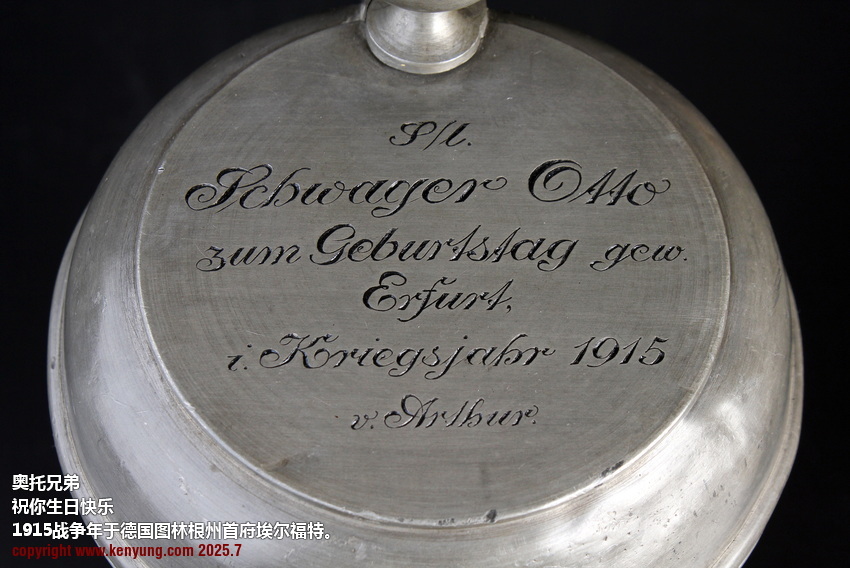 S/l.
Schwager Otto
zum Geburtstag gew.
Erfurt,
i. Kriegsjahr 1915
v. Arthur.
奥托兄弟
祝你生日快乐
1915战争年于德国图林根州首府埃尔福特。
copyright www.kenyung.com 2025.7